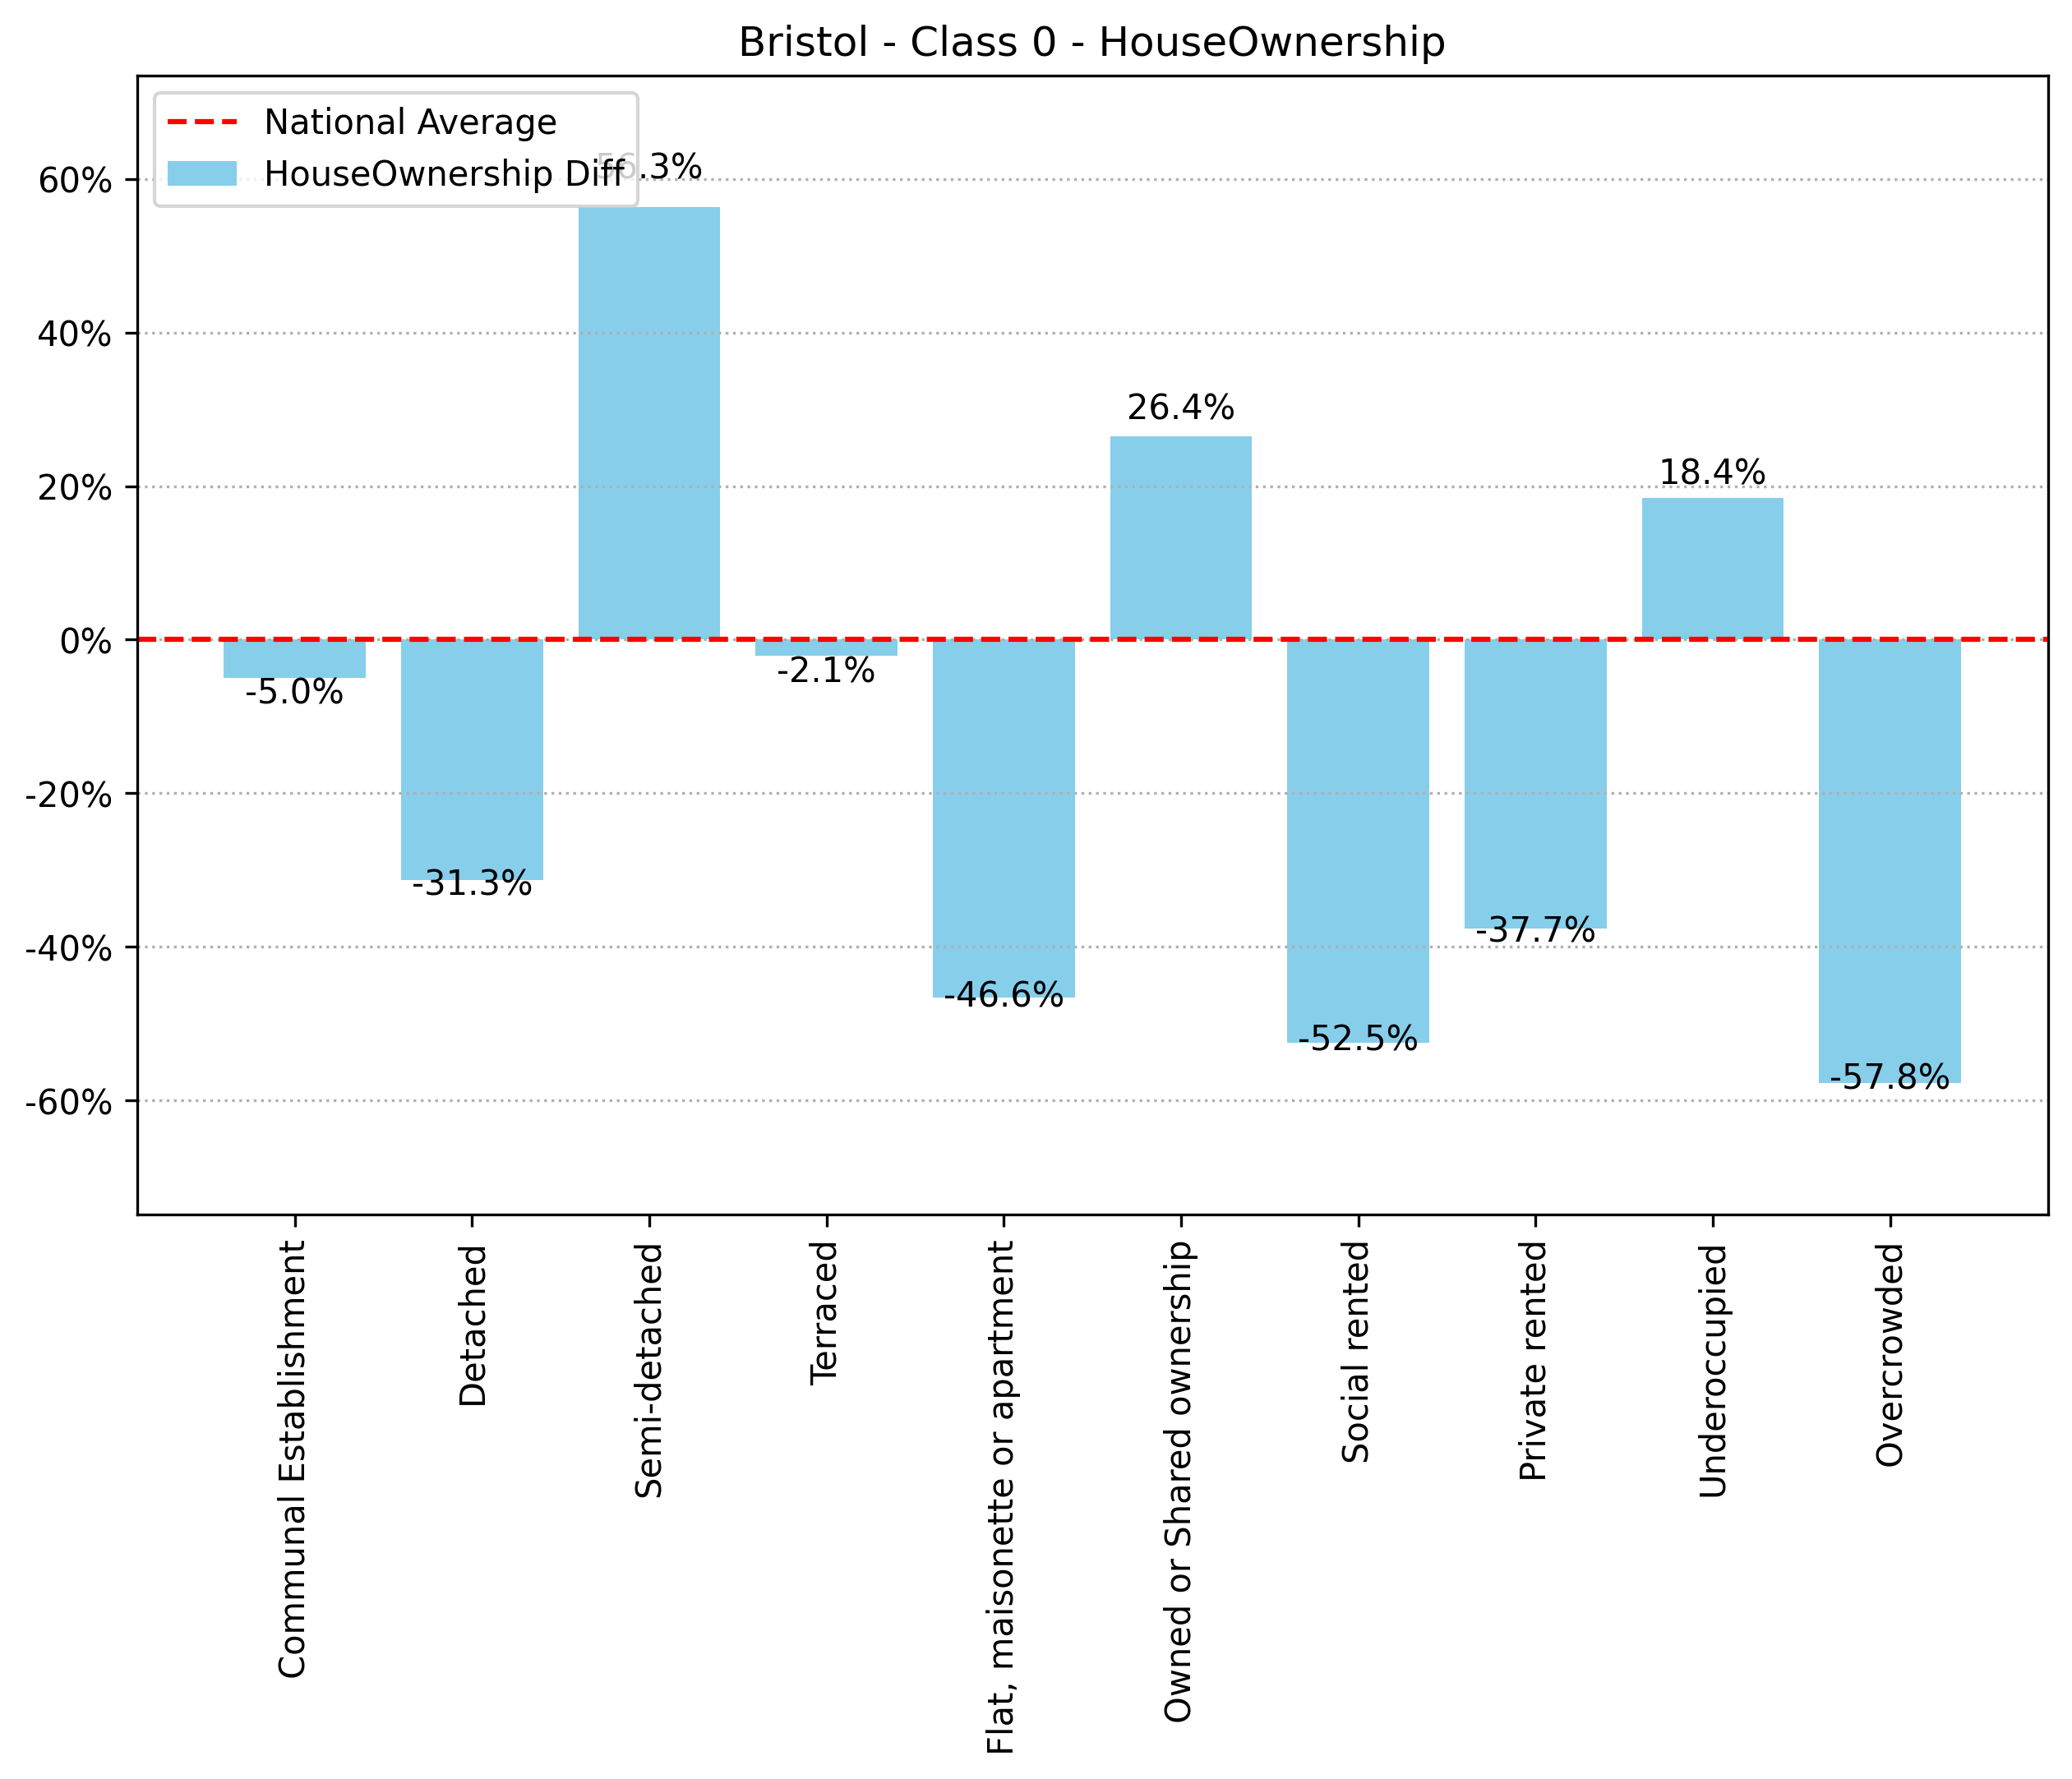 Bristol - Class 0 - HouseOwnership
National Average
HouseOwnership Diff
56.3%
26.4%
18.4%
-5.0%
-2.1%
-31.3%
-37.7%
-46.6%
-52.5%
-57.8%
60%
40%
20%
0%
-20%
-40%
-60%
Communal Establishment
Detached
Semi-detached
Terraced
Flat, maisonette or apartment
Owned or Shared ownership
Social rented
Private rented
Underoccupied
Overcrowded